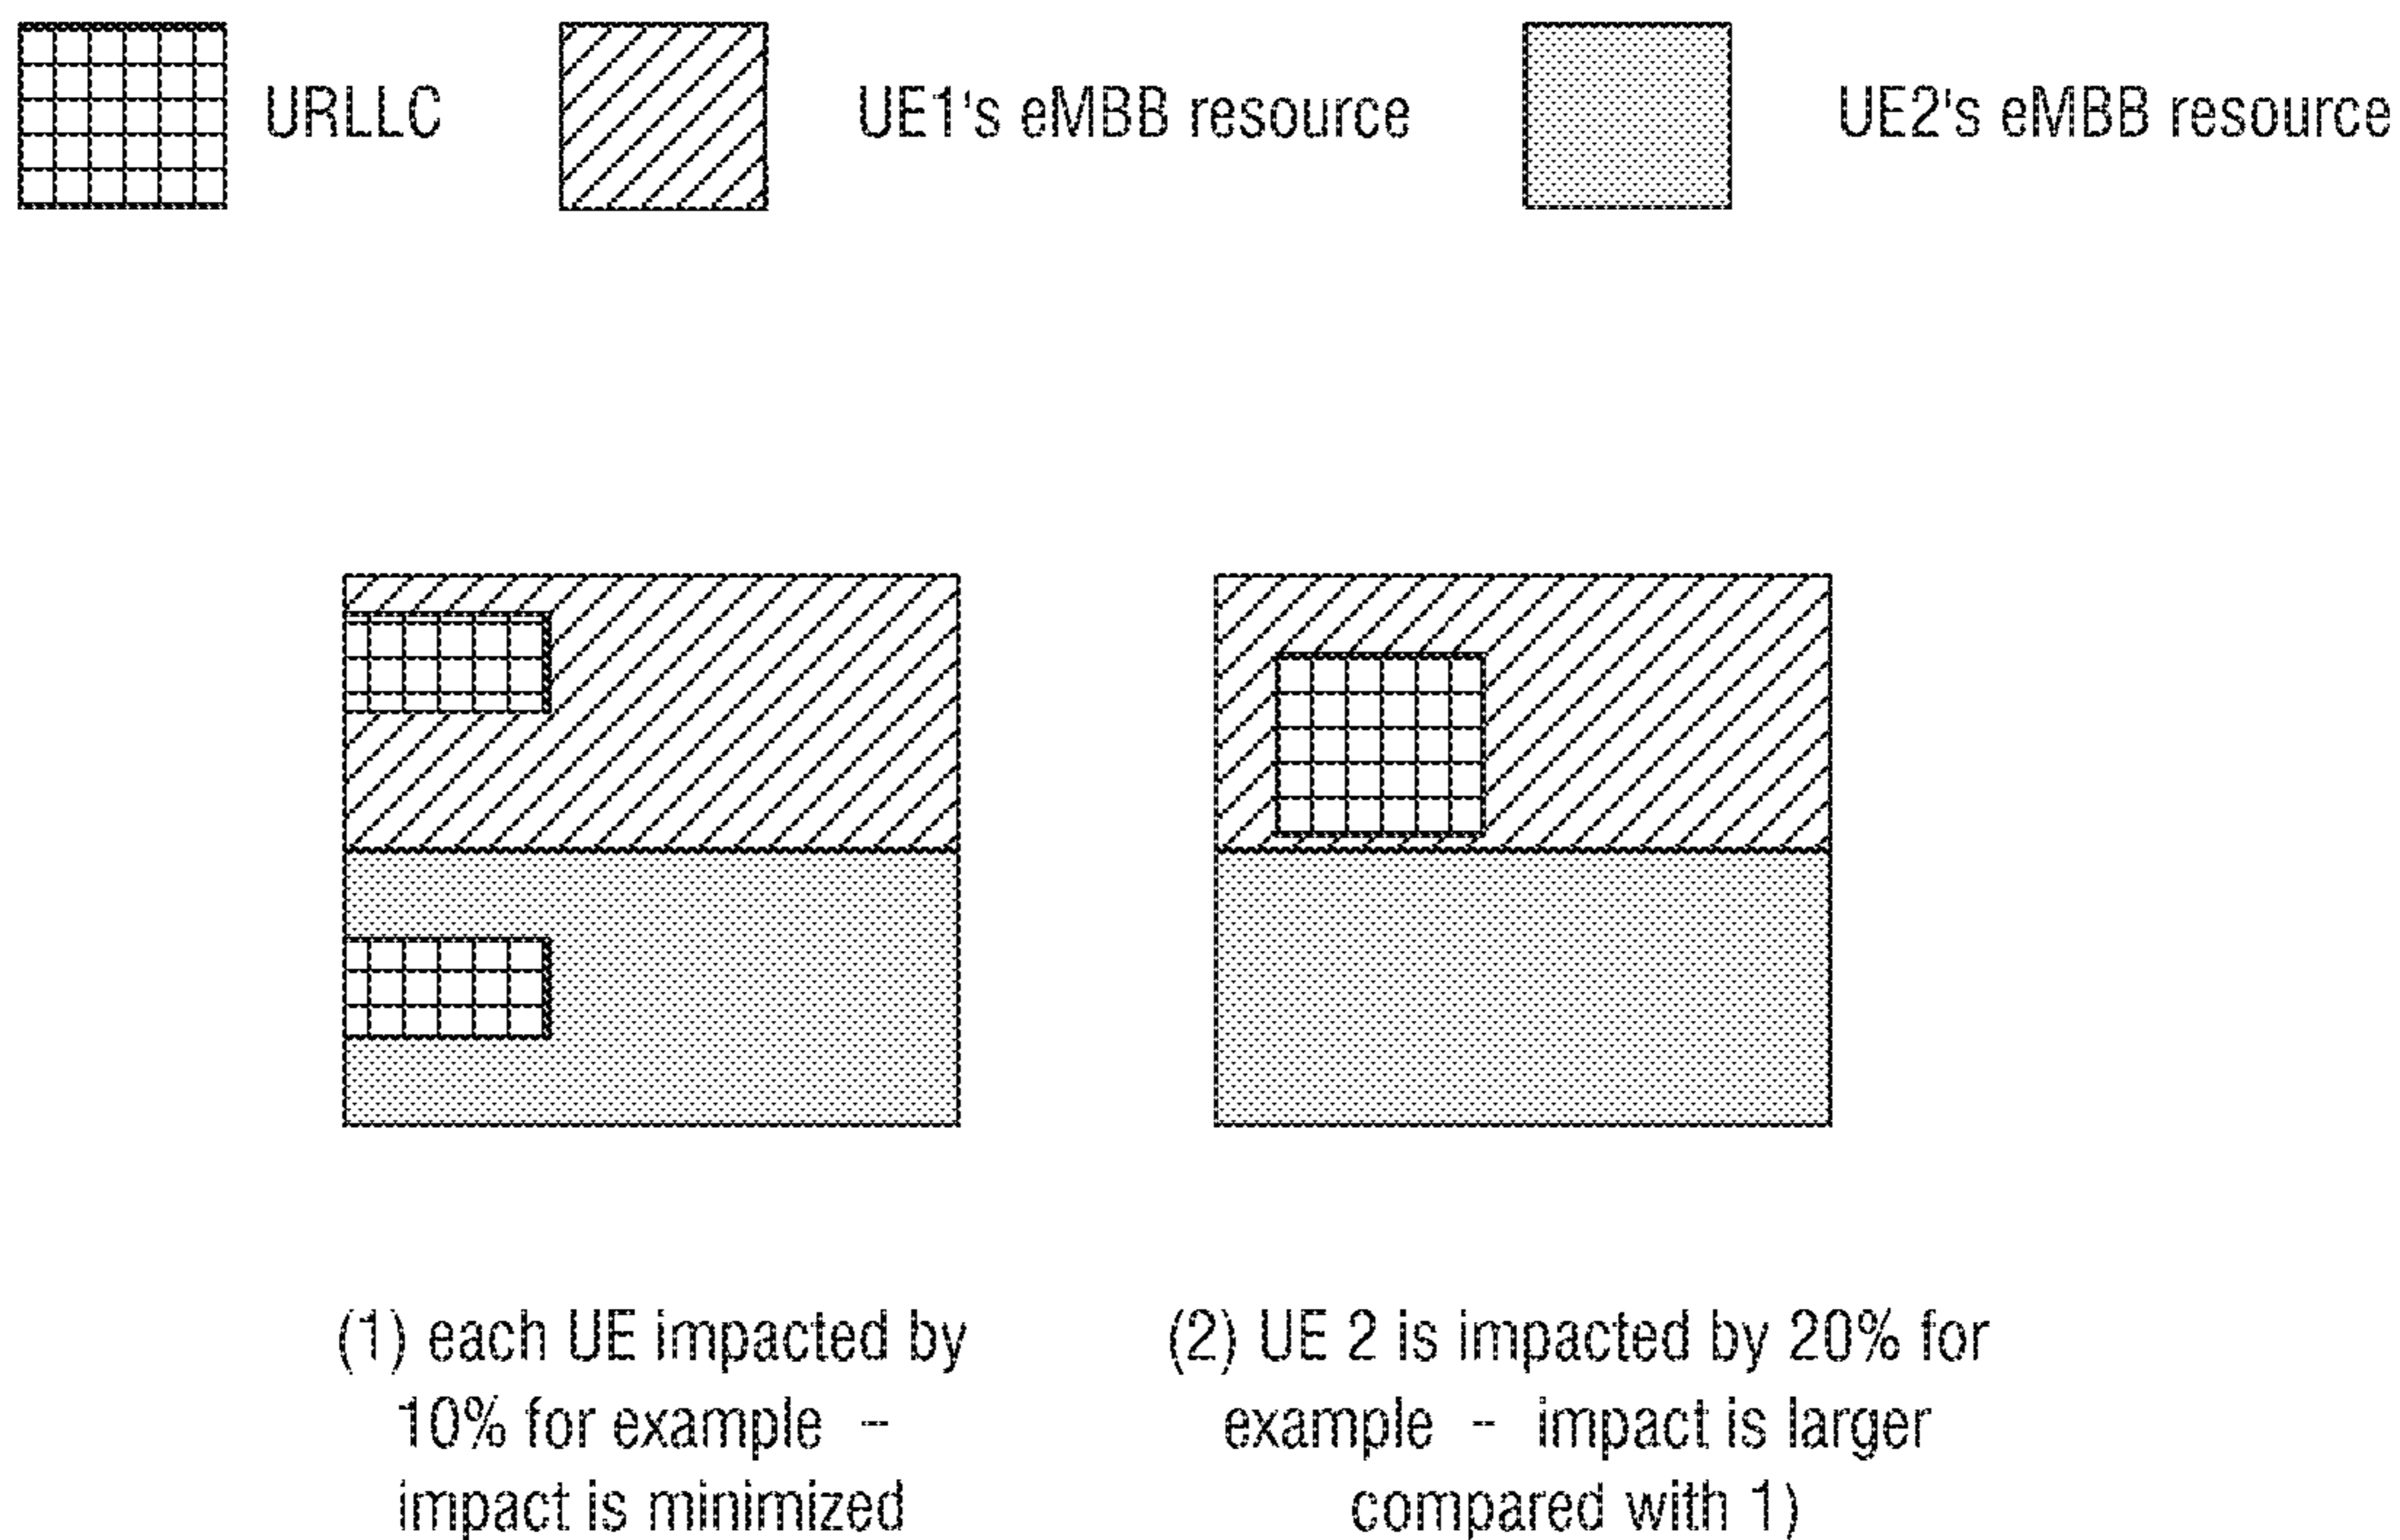 URLLC
UE1's eMBB resource
UE2's eMBB resource
(1) each UE impacted by
10% for example --
impact is minimized
(2) UE 2 is impacted by 20% for
example -- impact is larger
compared with 1)